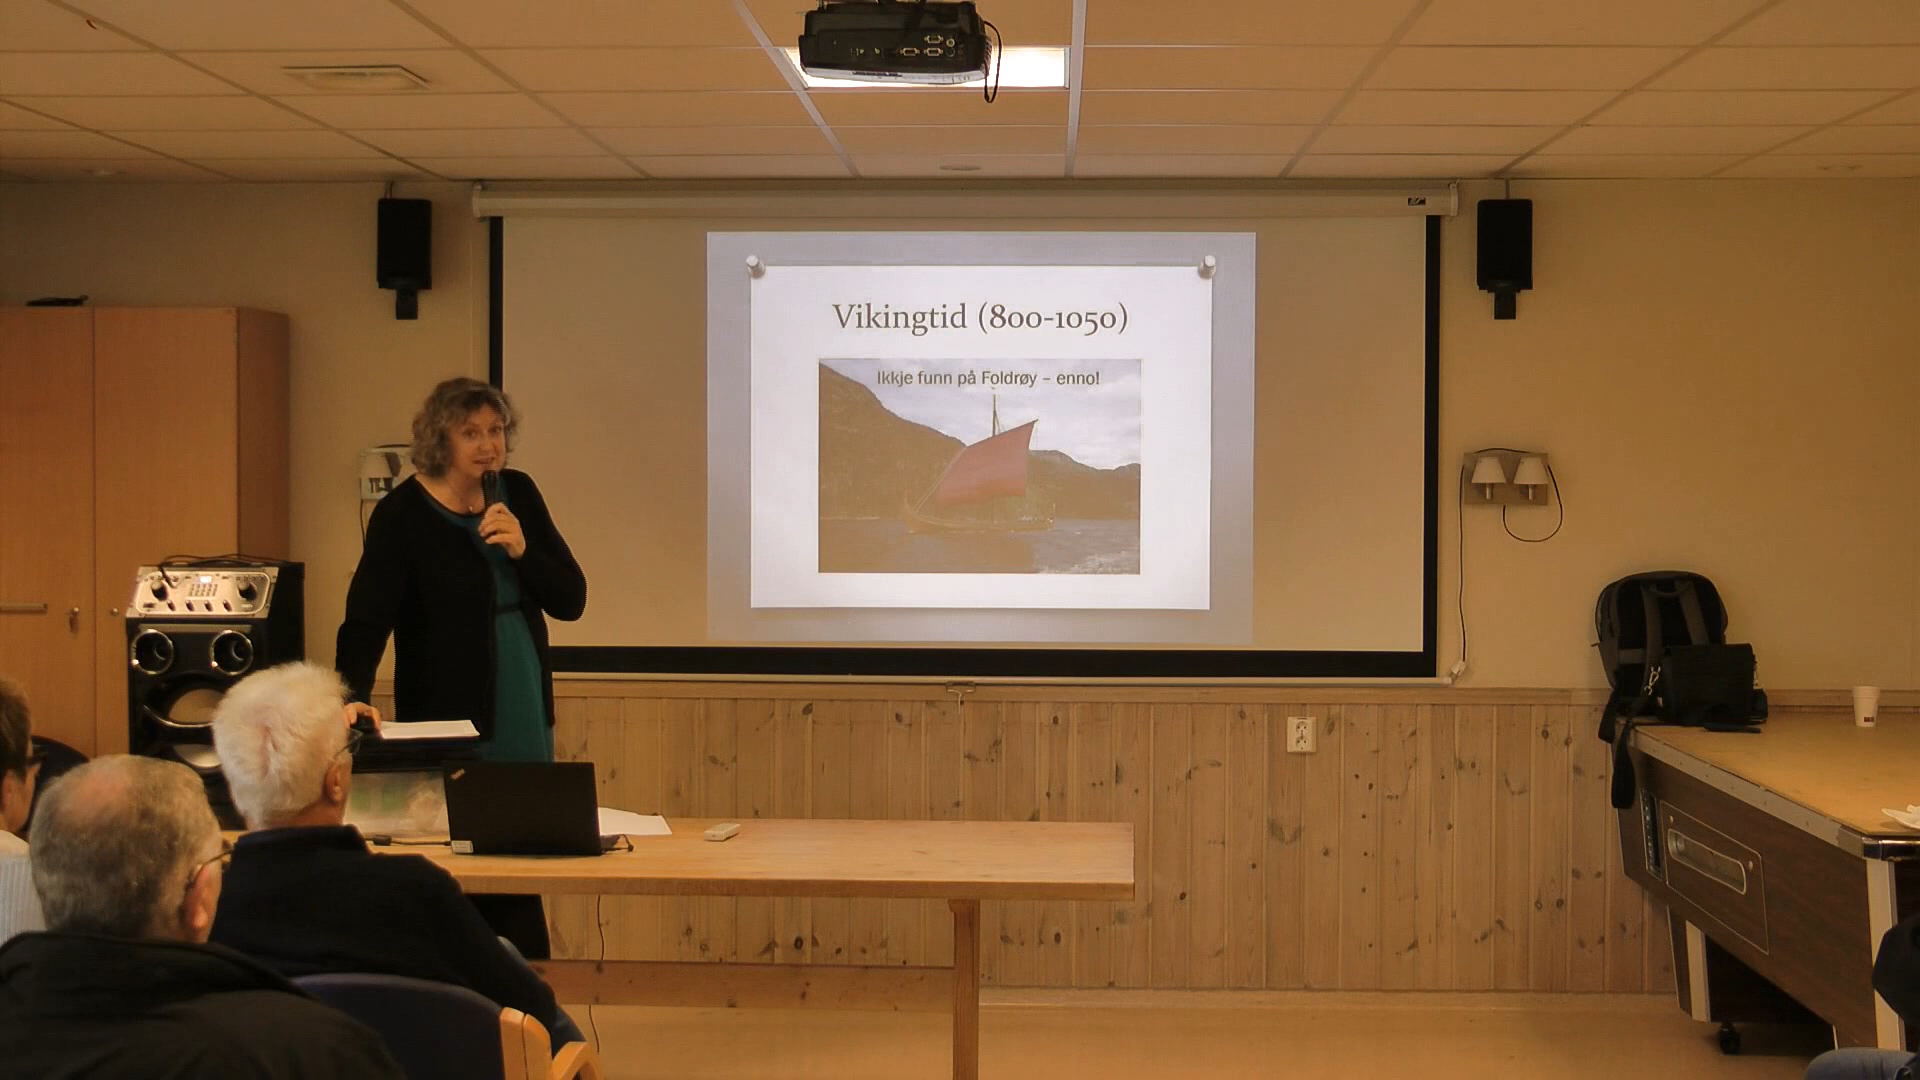 Vikingtid (800-1050)
Ikkje funn på Foldrøy – enno!